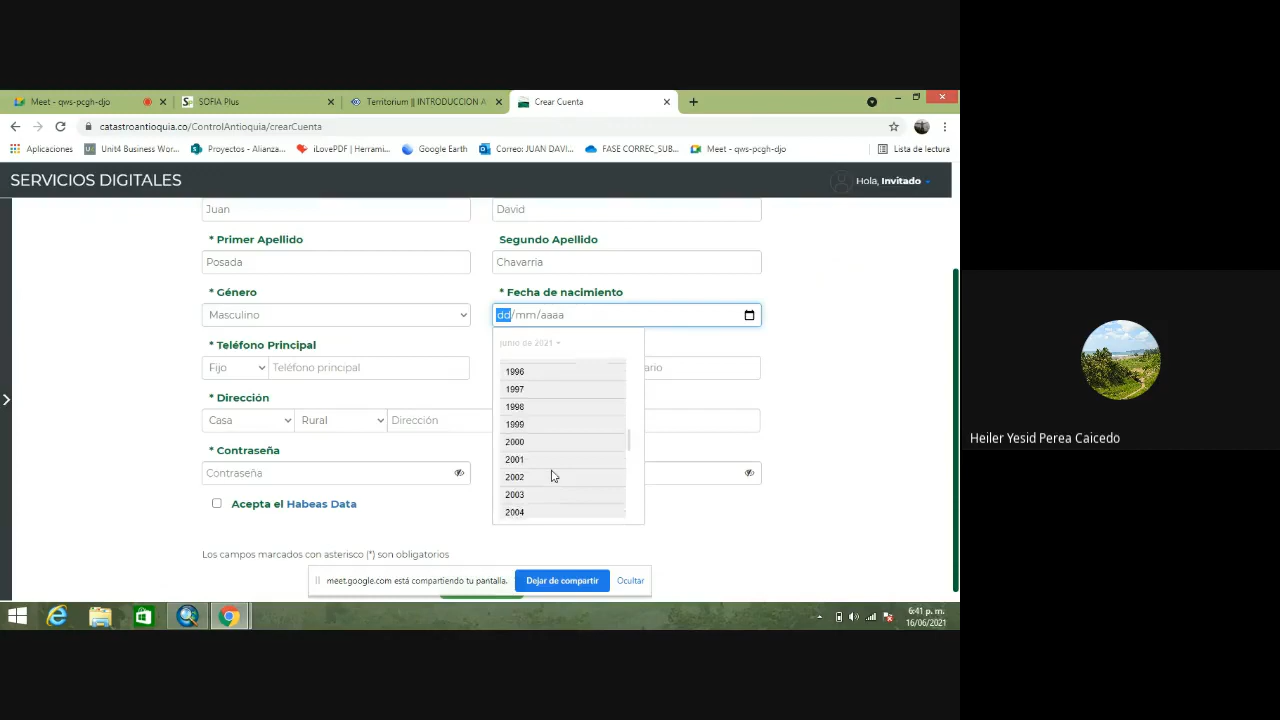 Meet - qws-pcgh-djo
SOFIA Plus
Territorium || INTRODUCCION A
Crear Cuenta
catastroantioquia.co/ControlAntioquia/crearCuenta
Aplicaciones
Unit4 Business Wor...
Proyectos - Alianza...
iLovePDF | Herrami...
Google Earth
Correo: JUAN DAVI...
FASE CORREC_SUB...
Meet - qws-pcgh-djo
Lista de lectura
SERVICIOS DIGITALES
Hola, Invitado
Juan
David
* Primer Apellido
Segundo Apellido
Posada
Chavarria
* Género
* Fecha de nacimiento
Masculino
dd/mm/aaaa
* Teléfono Principal
junio de 2021
Fijo
Teléfono principal
ario
1996
1997
1998
1999
2000
2001
2002
2003
2004
* Dirección
Casa
Rural
Dirección
* Contraseña
Contraseña
Acepta el Habeas Data
Los campos marcados con asterisco (*) son obligatorios
meet.google.com está compartiendo tu pantalla.
Dejar de compartir
Ocultar
6:41 p. m.
16/06/2021
Heiler Yesid Perea Caicedo